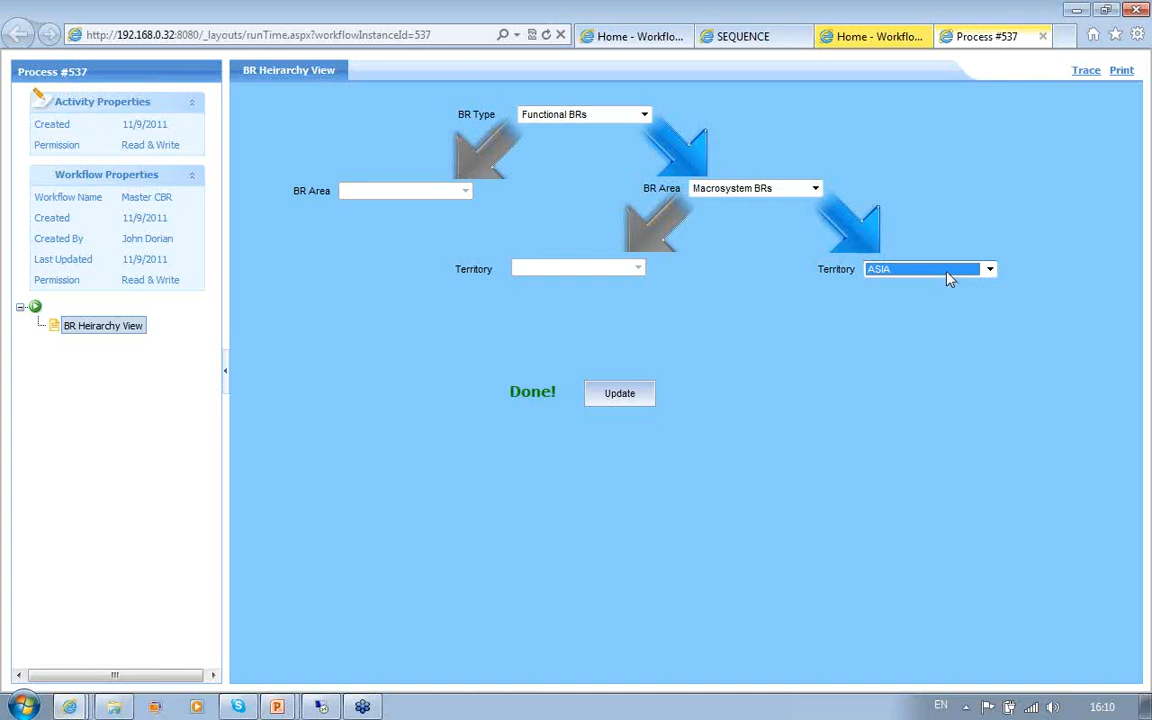 http://192.168.0.32:8080/_layouts/runTime.aspx?workflowInstanceId=537
Home - Workflo...
SEQUENCE
Home - Workflo...
Process #537
Process #537
Activity Properties
Created 11/9/2011
Permission Read & Write
Workflow Properties
Workflow Name Master CBR
Created 11/9/2011
Created By John Dorian
Last Updated 11/9/2011
Permission Read & Write
BR Heirarchy View
BR Heirarchy View
Trace Print
BR Type Functional BRs
BR Area
BR Area Macrosystem BRs
Territory
Territory ASIA
Done! Update
EN 16:10